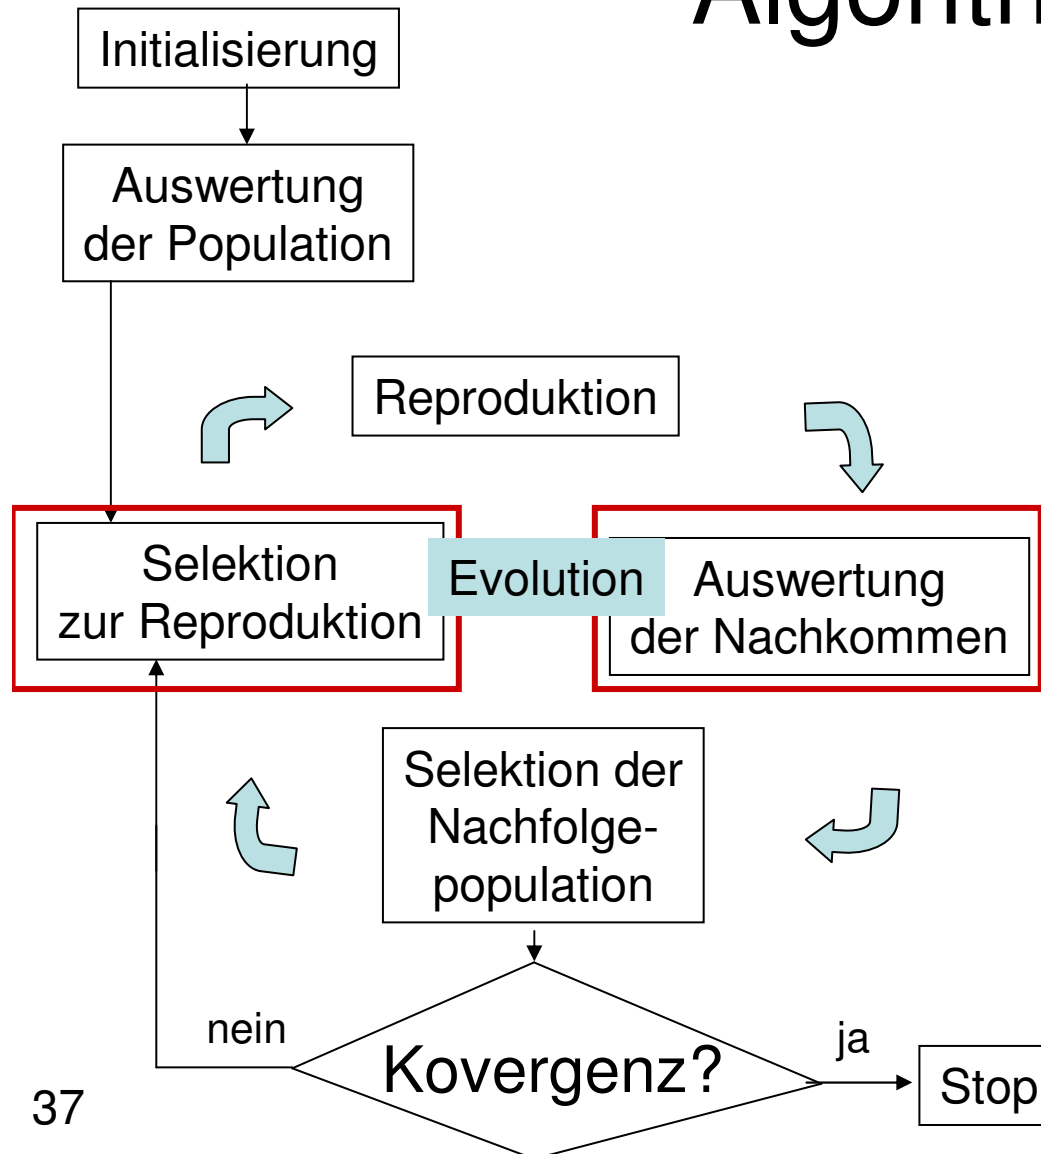 Initialisierung
Auswertung
der Population
Reproduktion
Selektion
zur Reproduktion
Evolution
Auswertung
der Nachkommen
Selektion der
Nachfolge-
population
nein
Kovergenz?
ja
Stop
37